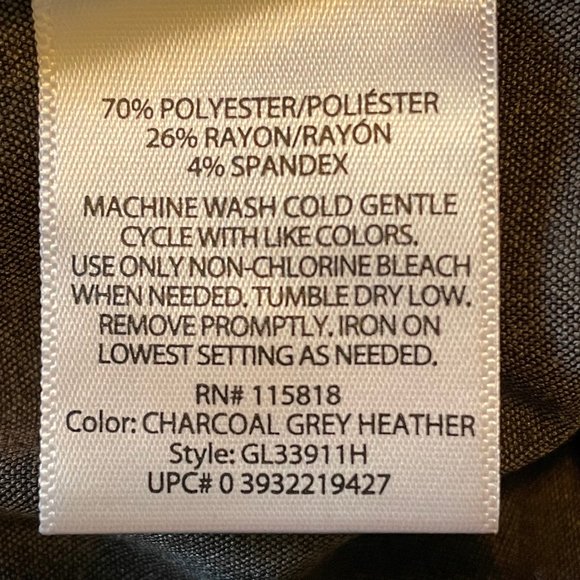 70% POLYESTER/POLIÉSTER
26% RAYON/RAYÓN
4% SPANDEX
MACHINE WASH COLD GENTLE
CYCLE WITH LIKE COLORS.
USE ONLY NON-CHLORINE BLEACH
WHEN NEEDED. TUMBLE DRY LOW.
REMOVE PROMPTLY. IRON ON
LOWEST SETTING AS NEEDED.
RN# 115818
Color: CHARCOAL GREY HEATHER
Style: GL33911H
UPC# 0 3932219427